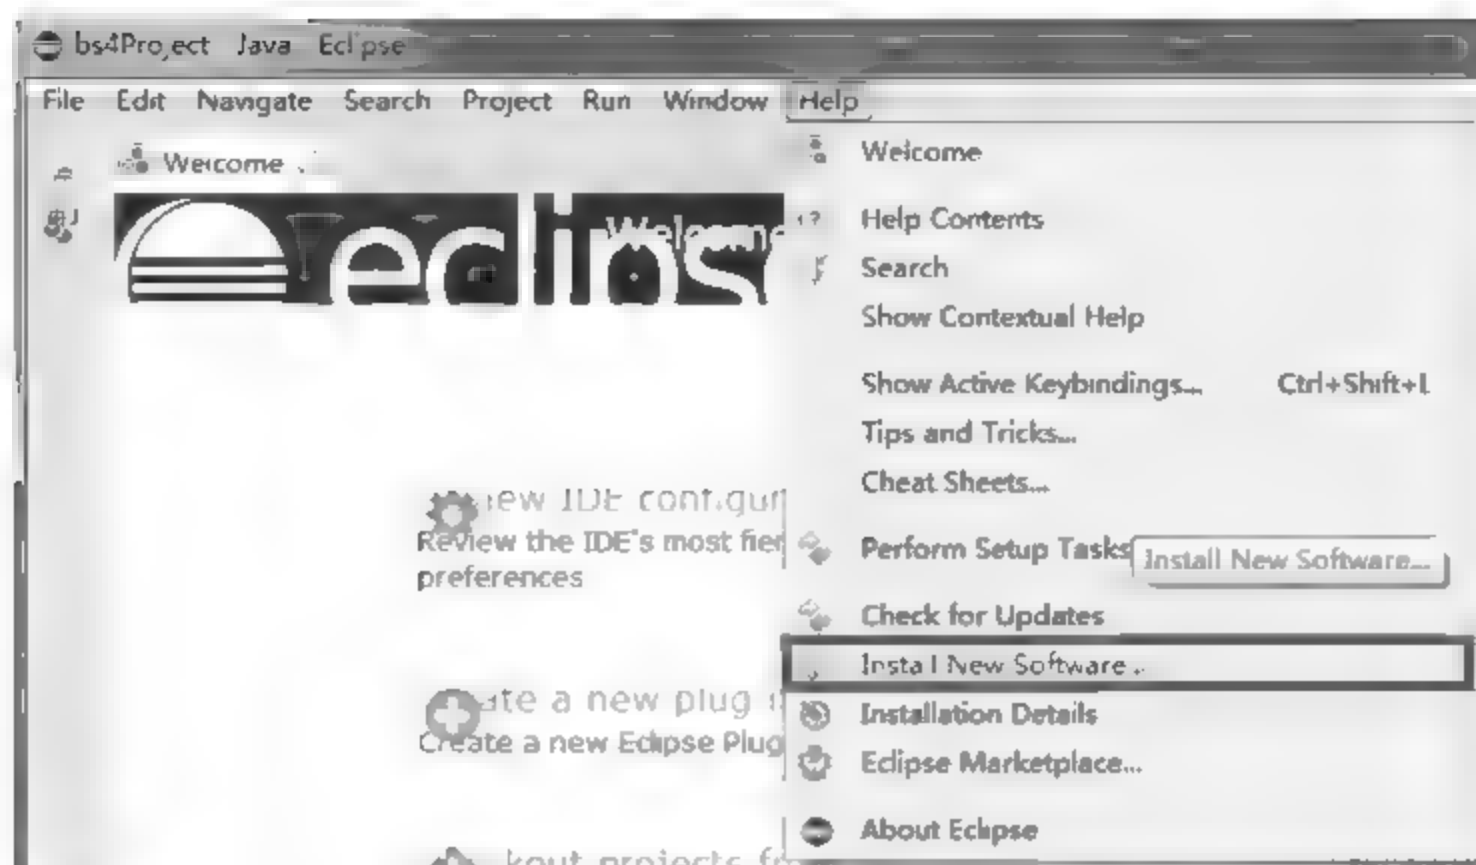 bs4Project Java Eclipse
File Edit Navigate Search Project Run Window Help
Welcome
eclipse
Welcome
Review the IDE's most
preferences
Create a new Eclipse Plug
Welcome
Help Contents
Search
Show Contextual Help
Show Active Keybindings... Ctrl+Shift+L
Tips and Tricks...
Cheat Sheets...
Perform Setup Tasks
Install New Software...
Check for Updates
Install New Software...
Installation Details
Eclipse Marketplace...
About Eclipse